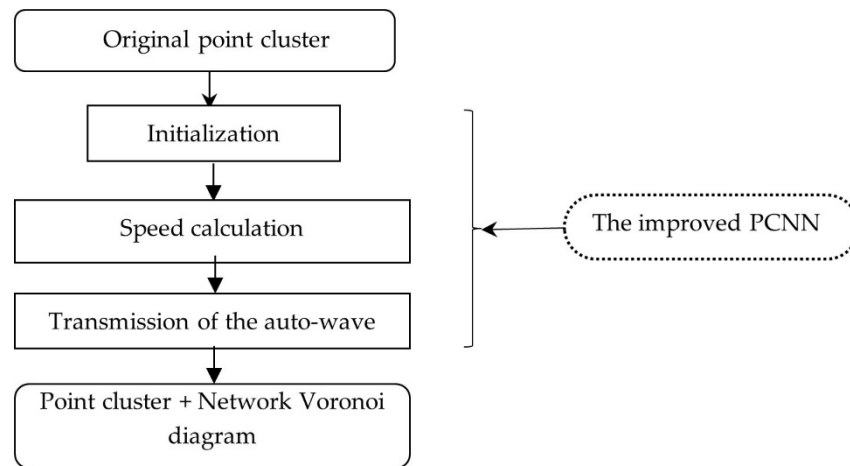 Original point cluster
Initialization
Speed calculation
The improved PCNN
Transmission of the auto-wave
Point cluster + Network Voronoi
diagram